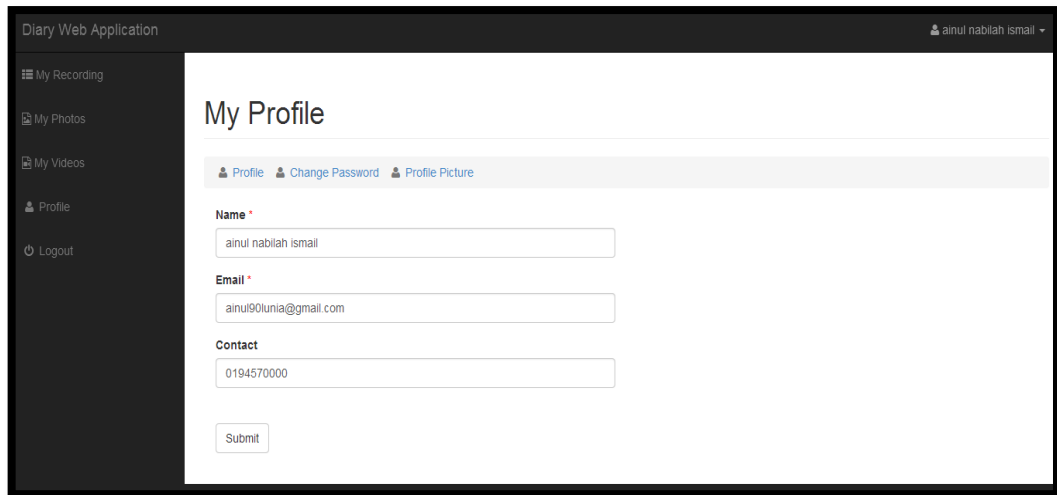 Diary Web Application
ainul nabilah ismail
My Recording
My Photos
My Videos
Profile
Logout
My Profile
Profile Change Password Profile Picture
Name *
ainul nabilah ismail
Email *
ainul90lunia@gmail.com
Contact
0194570000
Submit